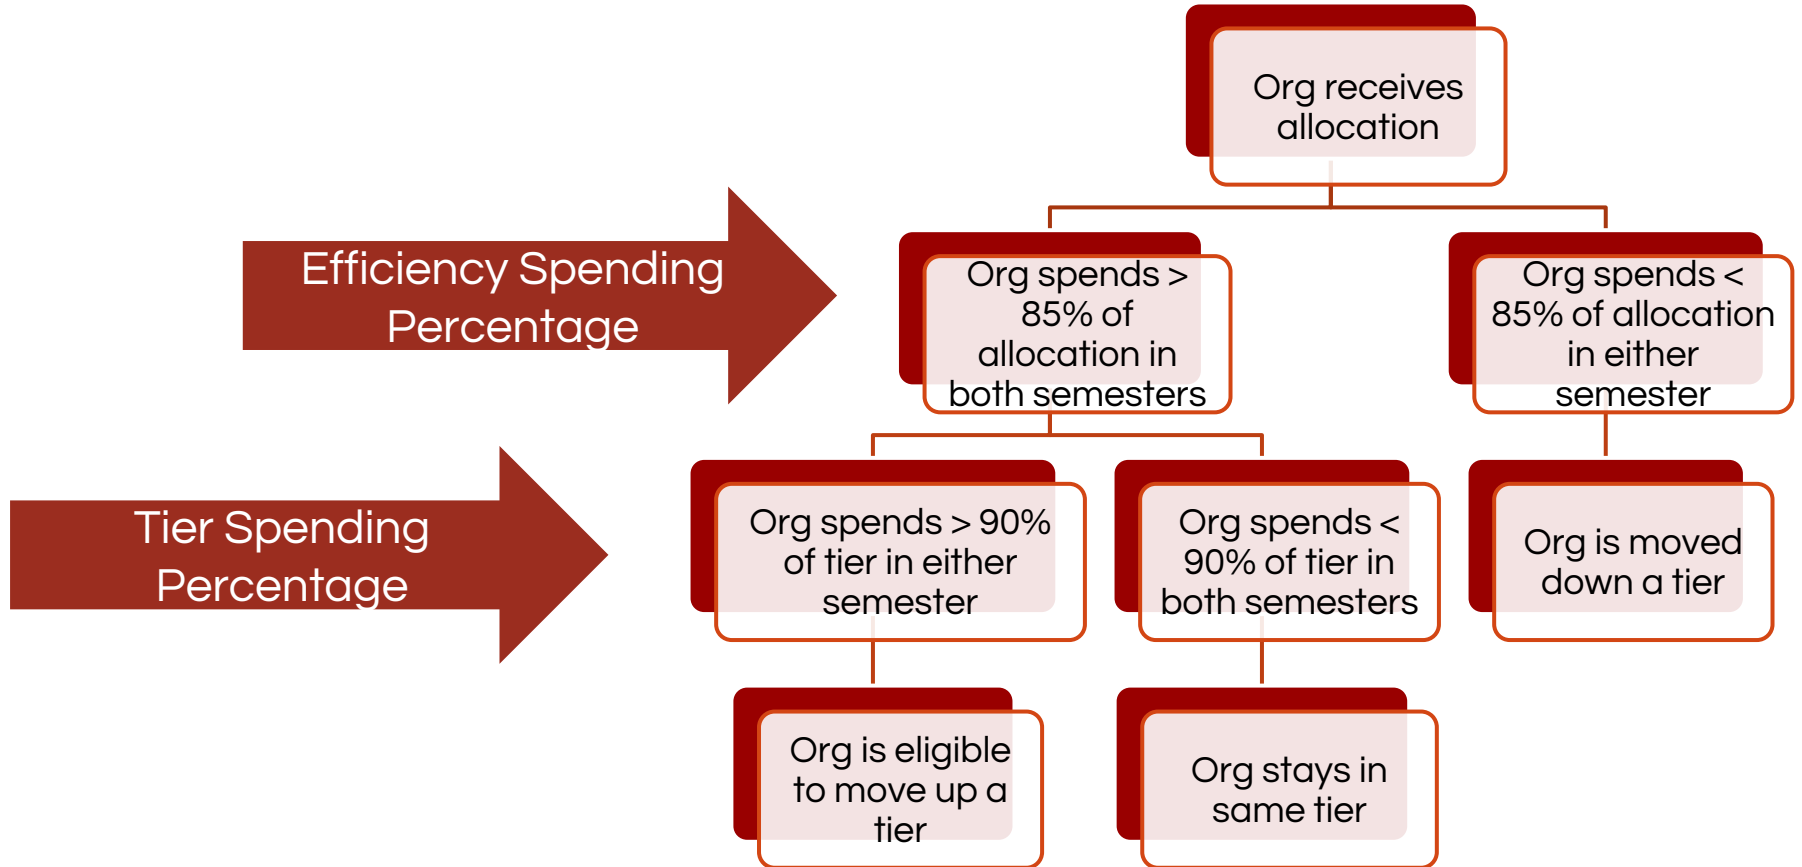 Org receives
allocation
Efficiency Spending
Percentage
Org spends >
85% of
allocation in
both semesters
Org spends <
85% of allocation
in either
semester
Tier Spending
Percentage
Org spends > 90%
of tier in either
semester
Org spends <
90% of tier in
both semesters
Org is moved
down a tier
Org is eligible
to move up a
tier
Org stays in
same tier